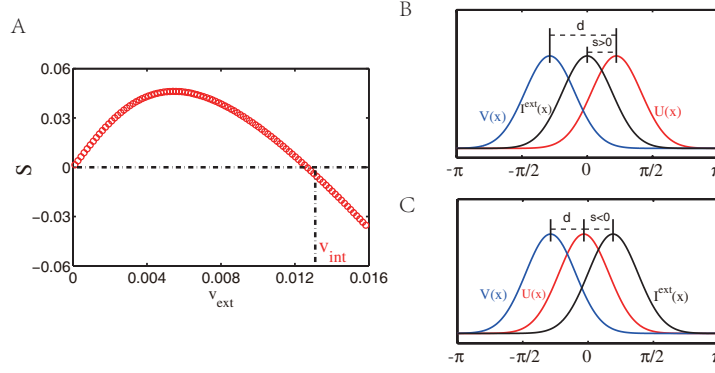 A
0.06
0.03
0
-0.03
-0.06
S
0
0.004
0.008
0.012
0.016
v_ext
v_int
B
d
s>0
V(x)
I^ext(x)
U(x)
-π
-π/2
0
π/2
π
C
d
s<0
V(x)
U(x)
I^ext(x)
-π
-π/2
0
π/2
π